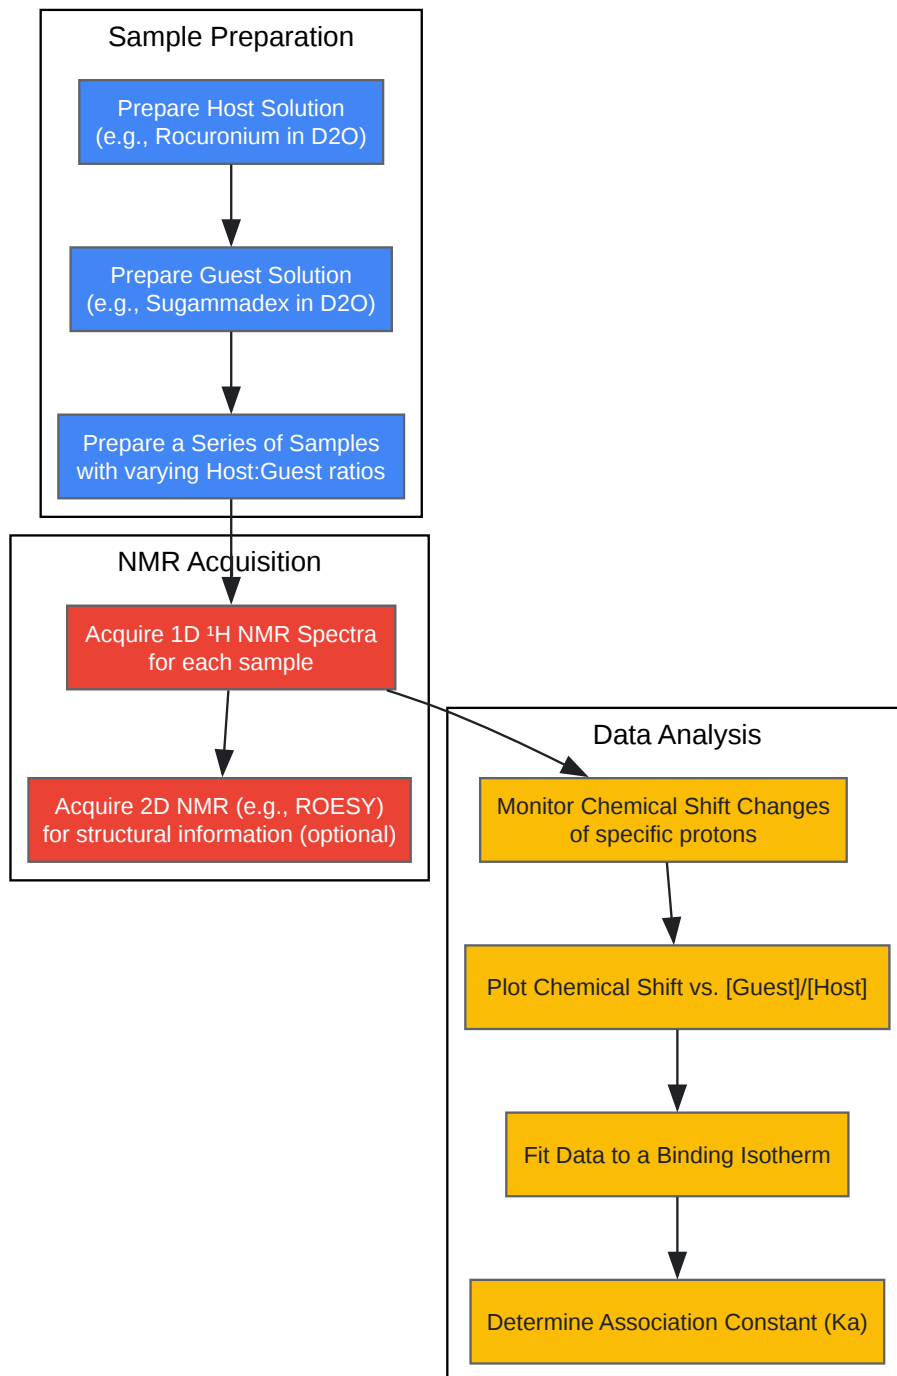 Sample Preparation
Prepare Host Solution
(e.g., Rocuronium in D2O)
Prepare Guest Solution
(e.g., Sugammadex in D2O)
Prepare a Series of Samples
with varying Host:Guest ratios
NMR Acquisition
Acquire 1D ¹H NMR Spectra
for each sample
Acquire 2D NMR (e.g., ROESY)
for structural information (optional)
Data Analysis
Monitor Chemical Shift Changes
of specific protons
Plot Chemical Shift vs. [Guest]/[Host]
Fit Data to a Binding Isotherm
Determine Association Constant (Ka)